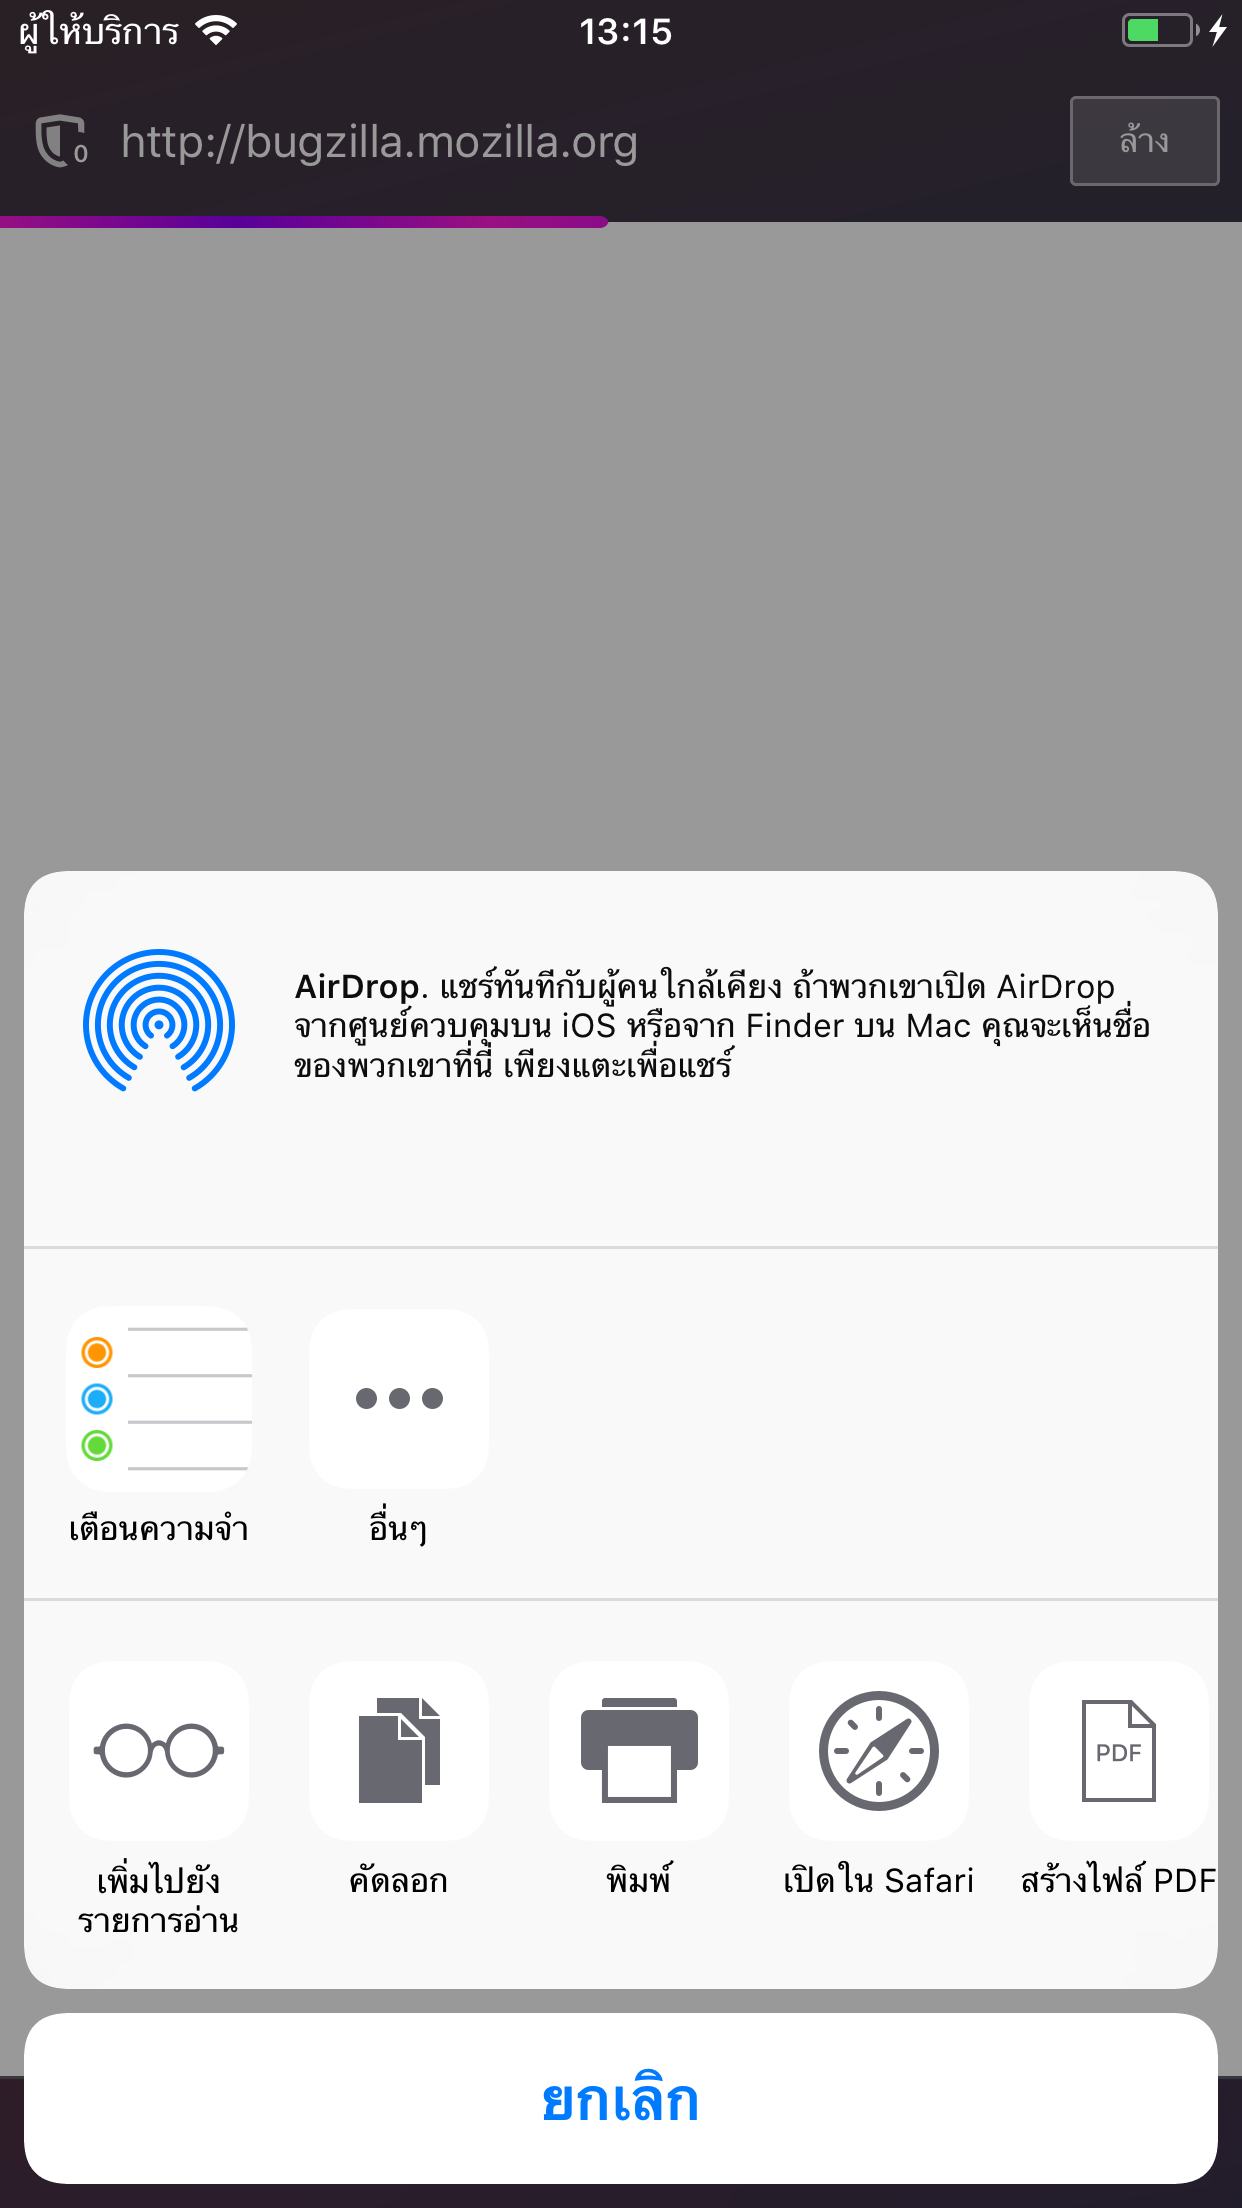 ผู้ให้บริการ 13:15
0 http://bugzilla.mozilla.org ล้าง
AirDrop. แชร์ทันทีกับผู้คนใกล้เคียง ถ้าพวกเขาเปิด AirDrop
จากศูนย์ควบคุมบน iOS หรือจาก Finder บน Mac คุณจะเห็นชื่อ
ของพวกเขาที่นี่ เพียงแตะเพื่อแชร์
เตือนความจำ อื่นๆ
PDF
เพิ่มไปยัง คัดลอก พิมพ์ เปิดใน Safari สร้างไฟล์ PDF
รายการอ่าน
ยกเลิก